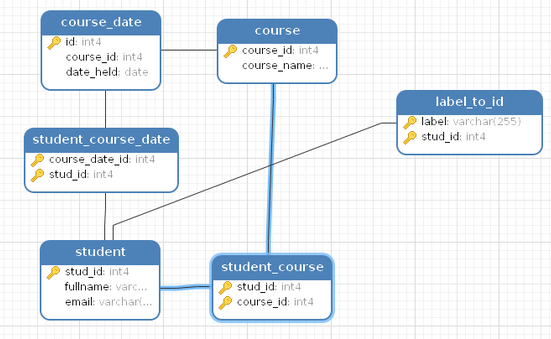 course_date
id: int4
course_id: int4
date_held: date
course
course_id: int4
course_name: ...
label_to_id
label: varchar(255)
stud_id: int4
student_course_date
course_date_id: int4
stud_id: int4
student
stud_id: int4
fullname: varc...
email: varchar(...
student_course
stud_id: int4
course_id: int4